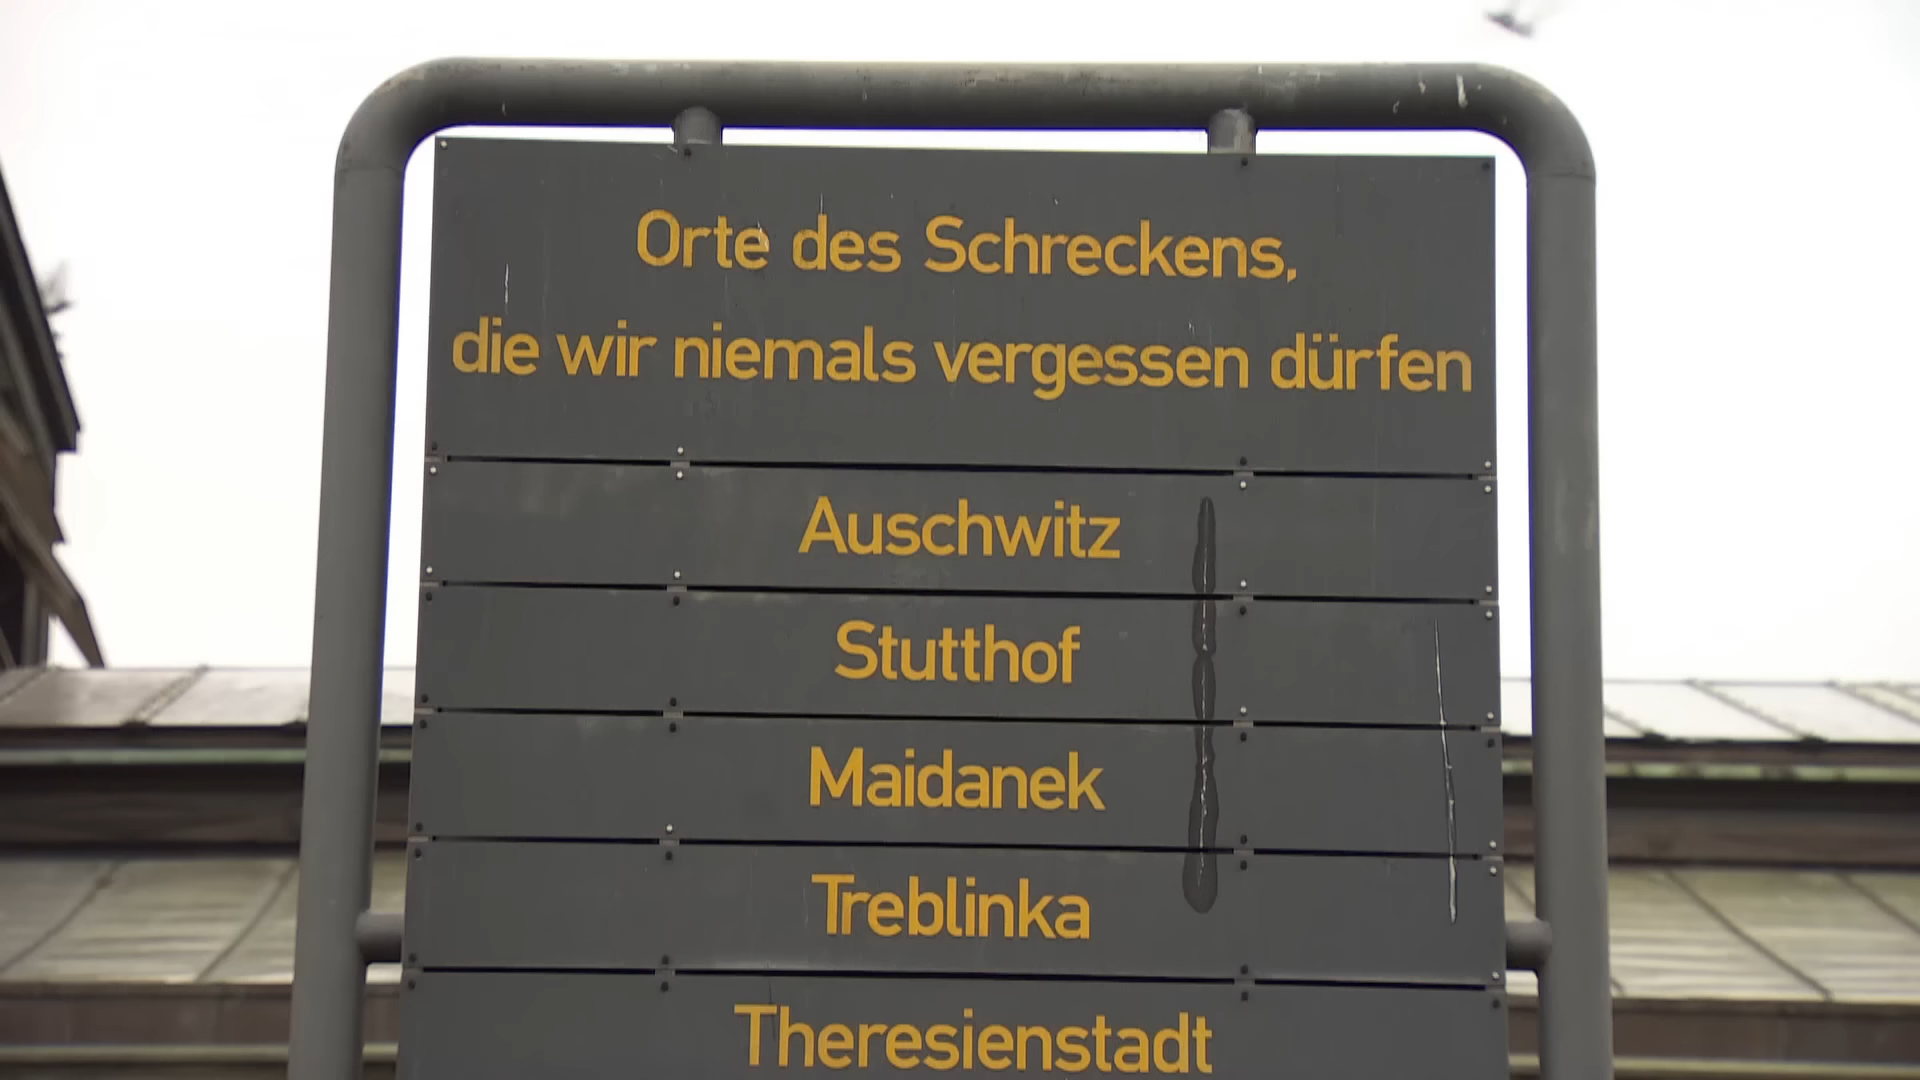 Orte des Schreckens,
die wir niemals vergessen dürfen
Auschwitz
Stutthof
Maidanek
Treblinka
Theresienstadt